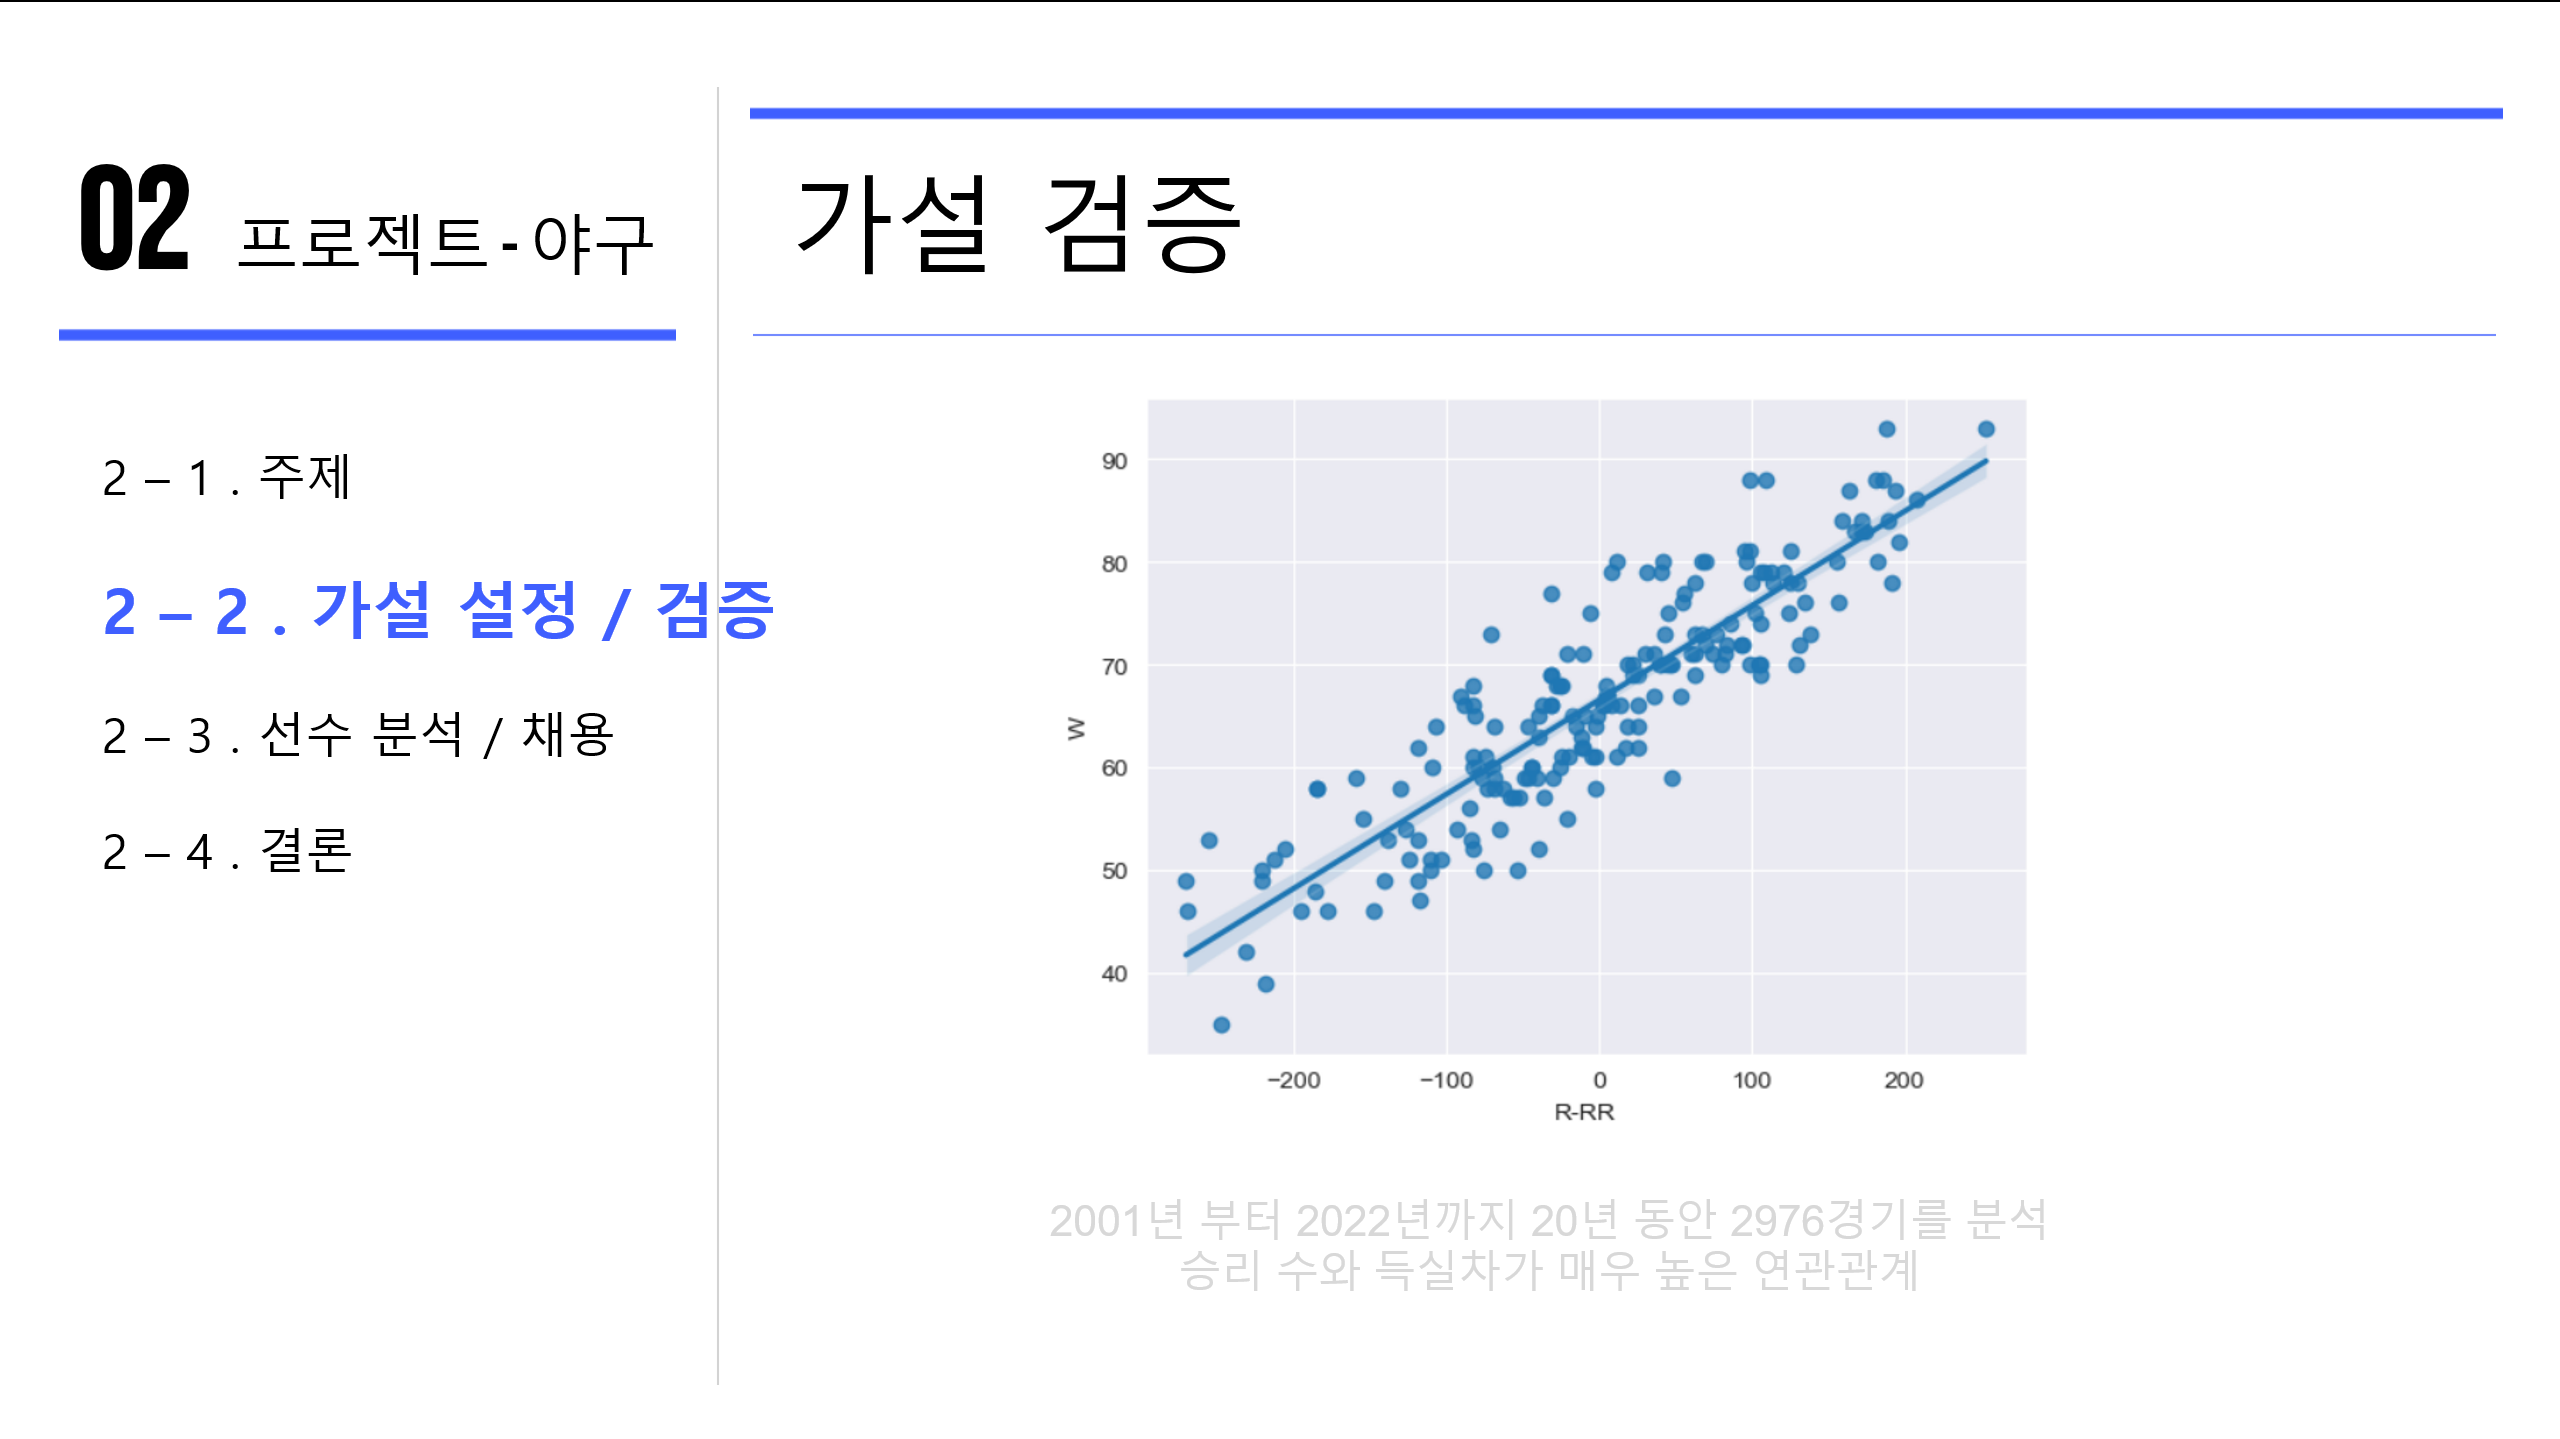 02 프로젝트-야구
2 – 1 . 주제
2 – 2 . 가설 설정 / 검증
2 – 3 . 선수 분석 / 채용
2 – 4 . 결론
가설 검증
90
80
70
60
50
40
W
−200 −100 0 100 200
R-RR
2001년 부터 2022년까지 20년 동안 2976경기를 분석
승리 수와 득실차가 매우 높은 연관관계